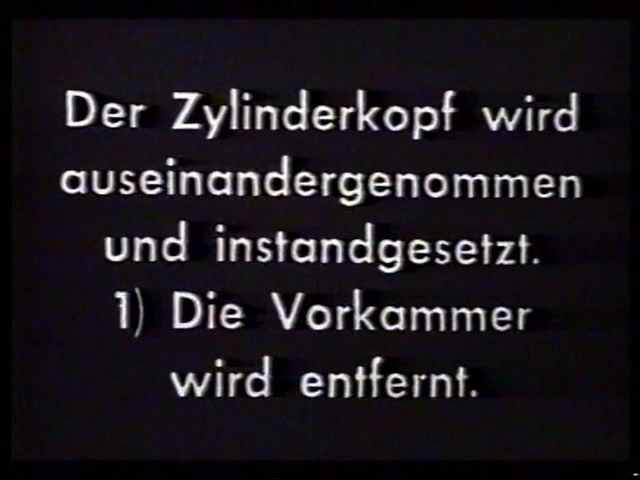 Der Zylinderkopf wird
auseinandergenommen
und instandgesetzt.
1) Die Vorkammer
wird entfernt.